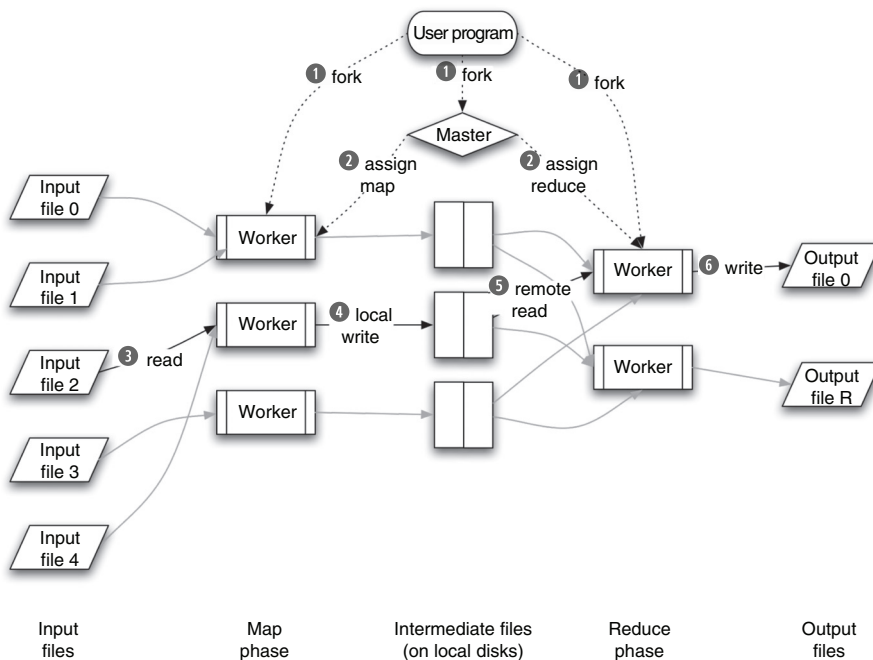 User program
1 fork
1 fork
1 fork
Master
2 assign
map
2 assign
reduce
Input
file 0
Worker
Input
file 1
Worker
6 write
Output
file 0
5 remote
read
Worker
4 local
write
3 read
Input
file 2
Worker
Output
file R
Worker
Input
file 3
Input
file 4
Input
files
Map
phase
Intermediate files
(on local disks)
Reduce
phase
Output
files